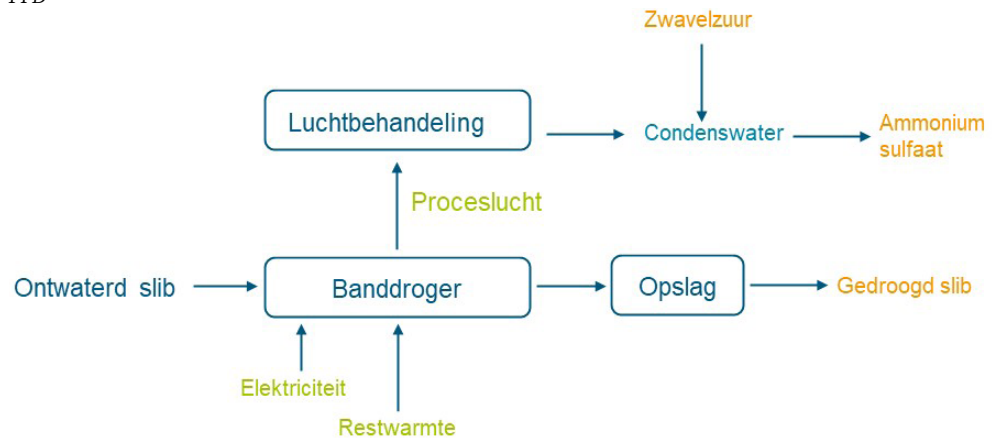 Zwavelzuur
Luchtbehandeling
Condenswater
Ammonium
sulfaat
Proceslucht
Ontwaterd slib
Banddroger
Opslag
Gedroogd slib
Elektriciteit
Restwarmte